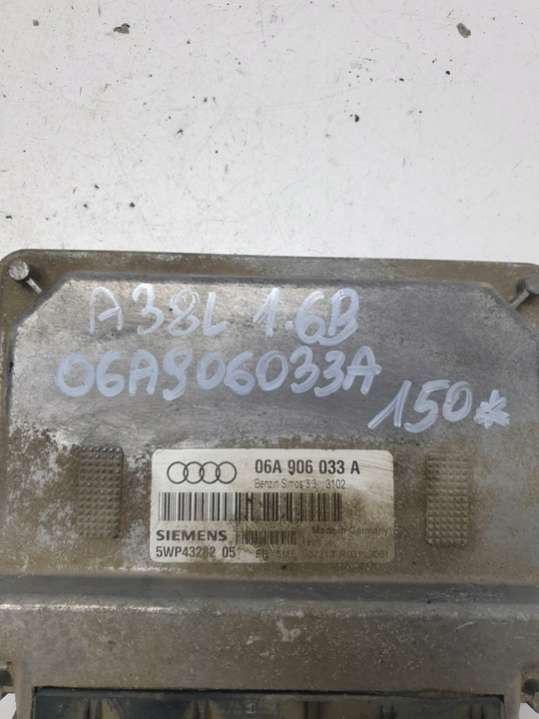 A38L 1.6B
06A906033A
150*
06A 906 033 A
Benzin Simos 3.3 3102
SIEMENS Made in Germany
5WP43282 05